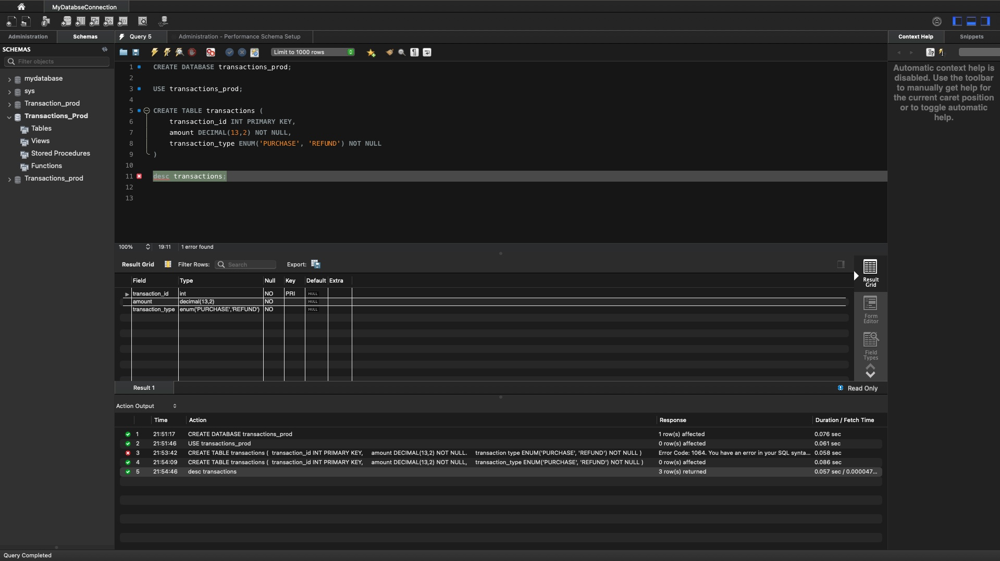 MyDatabseConnection
Administration
Schemas
Query 5
Administration - Performance Schema Setup
Context Help
Snippets
SCHEMAS
Filter objects
mydatabase
sys
Transaction_prod
Transactions_Prod
Tables
Views
Stored Procedures
Functions
Transactions_prod
Limit to 1000 rows
1 CREATE DATABASE transactions_prod;
2
3 USE transactions_prod;
4
5 CREATE TABLE transactions (
6 transaction_id INT PRIMARY KEY,
7 amount DECIMAL(13,2) NOT NULL,
8 transaction_type ENUM('PURCHASE', 'REFUND') NOT NULL
9 )
10
11 desc transactions;
12
13
Automatic context help is
disabled. Use the toolbar
to manually get help for
the current caret position
or to toggle automatic
help.
100% 19:11 1 error found
Result Grid Filter Rows: Search Export:
Field Type Null Key Default Extra
transaction_id int NO PRI NULL
amount decimal(13,2) NO NULL
transaction_type enum('PURCHASE','REFUND') NO NULL
Result
Grid
Form
Editor
Field
Types
Result 1
Read Only
Action Output
Time Action Response Duration / Fetch Time
1 21:51:17 CREATE DATABASE transactions_prod 1 row(s) affected 0.076 sec
2 21:51:46 USE transactions_prod 0 row(s) affected 0.061 sec
3 21:53:42 CREATE TABLE transactions ( transaction_id INT PRIMARY KEY, amount DECIMAL(13,2) NOT NULL. transaction type ENUM('PURCHASE', 'REFUND') NOT NULL ) Error Code: 1064. You have an error in your SQL synta... 0.058 sec
4 21:54:09 CREATE TABLE transactions ( transaction_id INT PRIMARY KEY, amount DECIMAL(13,2) NOT NULL, transaction_type ENUM('PURCHASE', 'REFUND') NOT NULL ) 0 row(s) affected 0.086 sec
5 21:54:46 desc transactions 3 row(s) returned 0.057 sec / 0.000047...
Query Completed